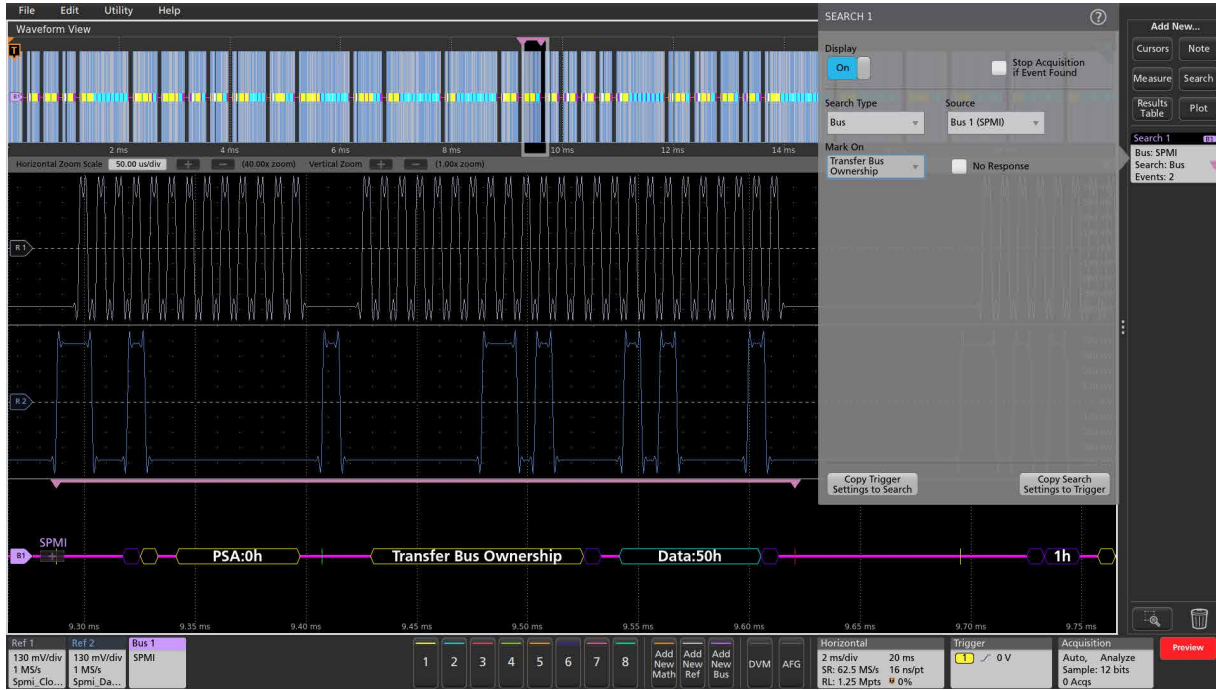 File Edit Utility Help
Waveform View
T
2 ms 4 ms 6 ms 8 ms 10 ms 12 ms 14 ms
Horizontal Zoom Scale 50.00 us/div + − (40.00x zoom) Vertical Zoom + − (1.00x zoom)
R 1
R 2
SPMI
B1 + PSA:0h Transfer Bus Ownership Data:50h 1h
9.30 ms 9.35 ms 9.40 ms 9.45 ms 9.50 ms 9.55 ms 9.60 ms 9.65 ms 9.70 ms 9.75 ms
SEARCH 1 ?
Display
On
Stop Acquisition
if Event Found
Search Type Source
Bus Bus 1 (SPMI)
Mark On
Transfer Bus
Ownership
No Response
Copy Trigger
Settings to Search
Copy Search
Settings to Trigger
Add New...
Cursors Note
Measure Search
Results
Table
Plot
Search 1 B1
Bus: SPMI
Search: Bus
Events: 2
Ref 1
130 mV/div
1 MS/s
Spmi_Clo...
Ref 2
130 mV/div
1 MS/s
Spmi_Da...
Bus 1
SPMI
1 2 3 4 5 6 7 8
Add
New
Math
Add
New
Ref
Add
New
Bus
DVM AFG
Horizontal
2 ms/div 20 ms
SR: 62.5 MS/s 16 ns/pt
RL: 1.25 Mpts 0%
Trigger
1 0 V
Acquisition
Auto, Analyze
Sample: 12 bits
0 Acqs
Preview